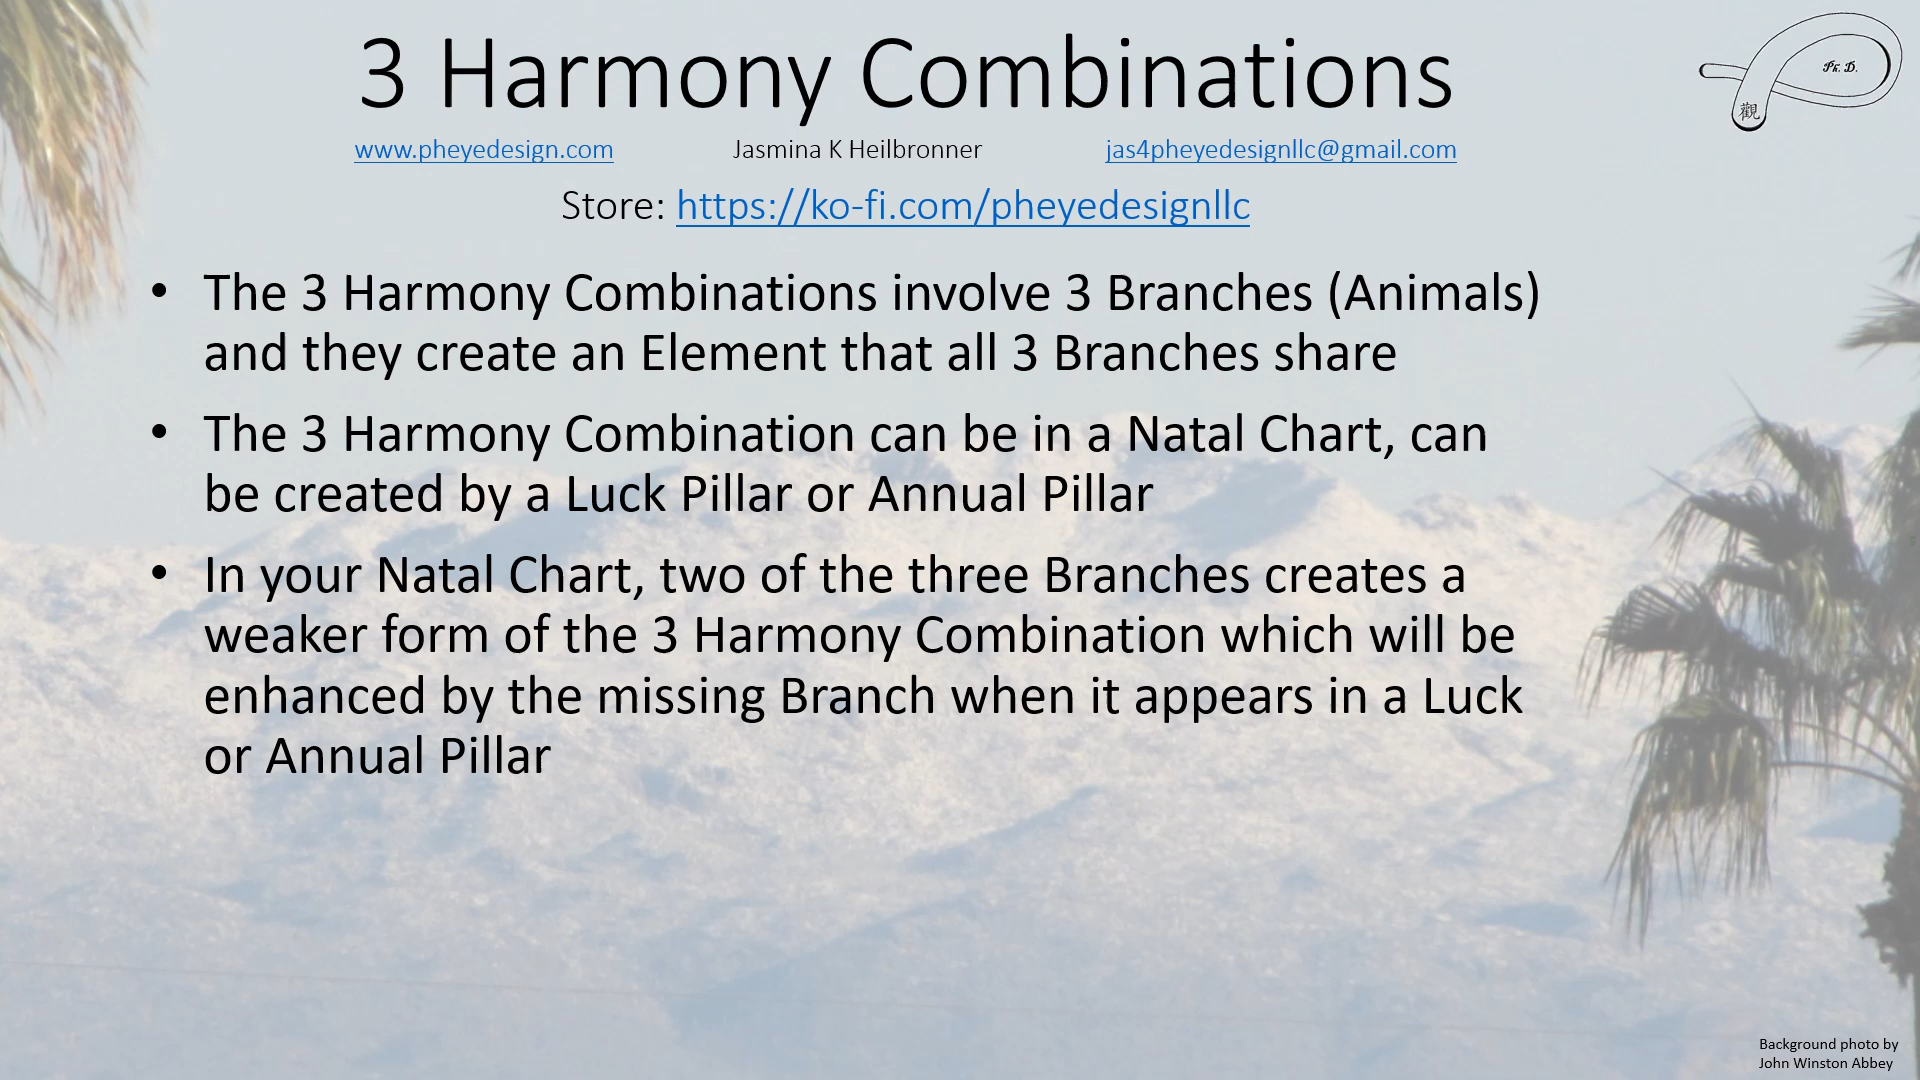 3 Harmony Combinations
www.pheyedesign.com Jasmina K Heilbronner jas4pheyedesignllc@gmail.com
Store: https://ko-fi.com/pheyedesignllc
Ph. D.
觀
• The 3 Harmony Combinations involve 3 Branches (Animals)
and they create an Element that all 3 Branches share
• The 3 Harmony Combination can be in a Natal Chart, can
be created by a Luck Pillar or Annual Pillar
• In your Natal Chart, two of the three Branches creates a
weaker form of the 3 Harmony Combination which will be
enhanced by the missing Branch when it appears in a Luck
or Annual Pillar
Background photo by
John Winston Abbey